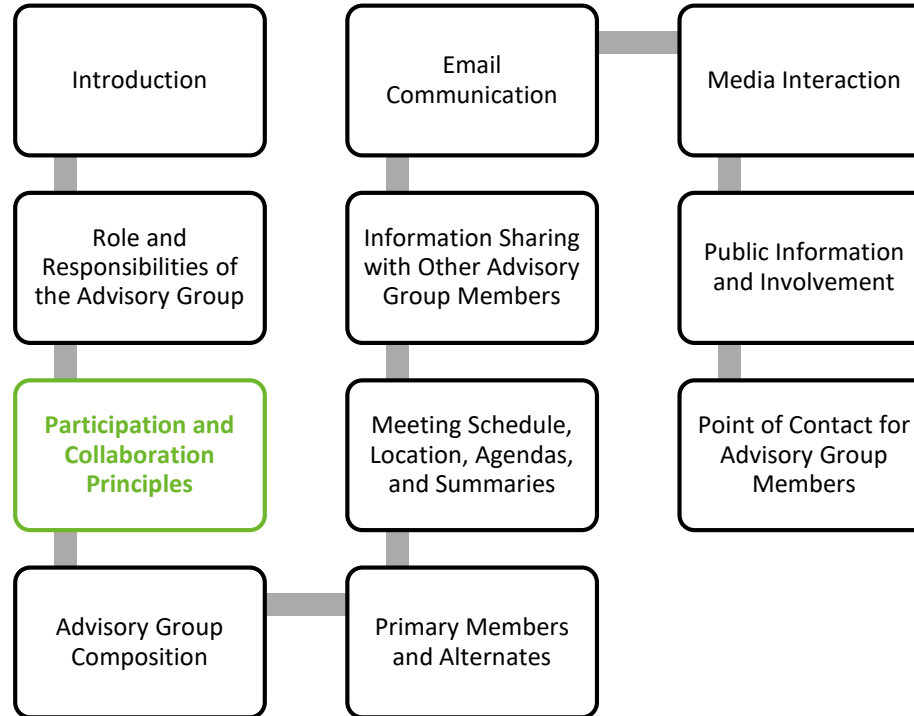 Introduction
Role and
Responsibilities of
the Advisory Group
Participation and
Collaboration
Principles
Advisory Group
Composition
Primary Members
and Alternates
Meeting Schedule,
Location, Agendas,
and Summaries
Information Sharing
with Other Advisory
Group Members
Email
Communication
Media Interaction
Public Information
and Involvement
Point of Contact for
Advisory Group
Members